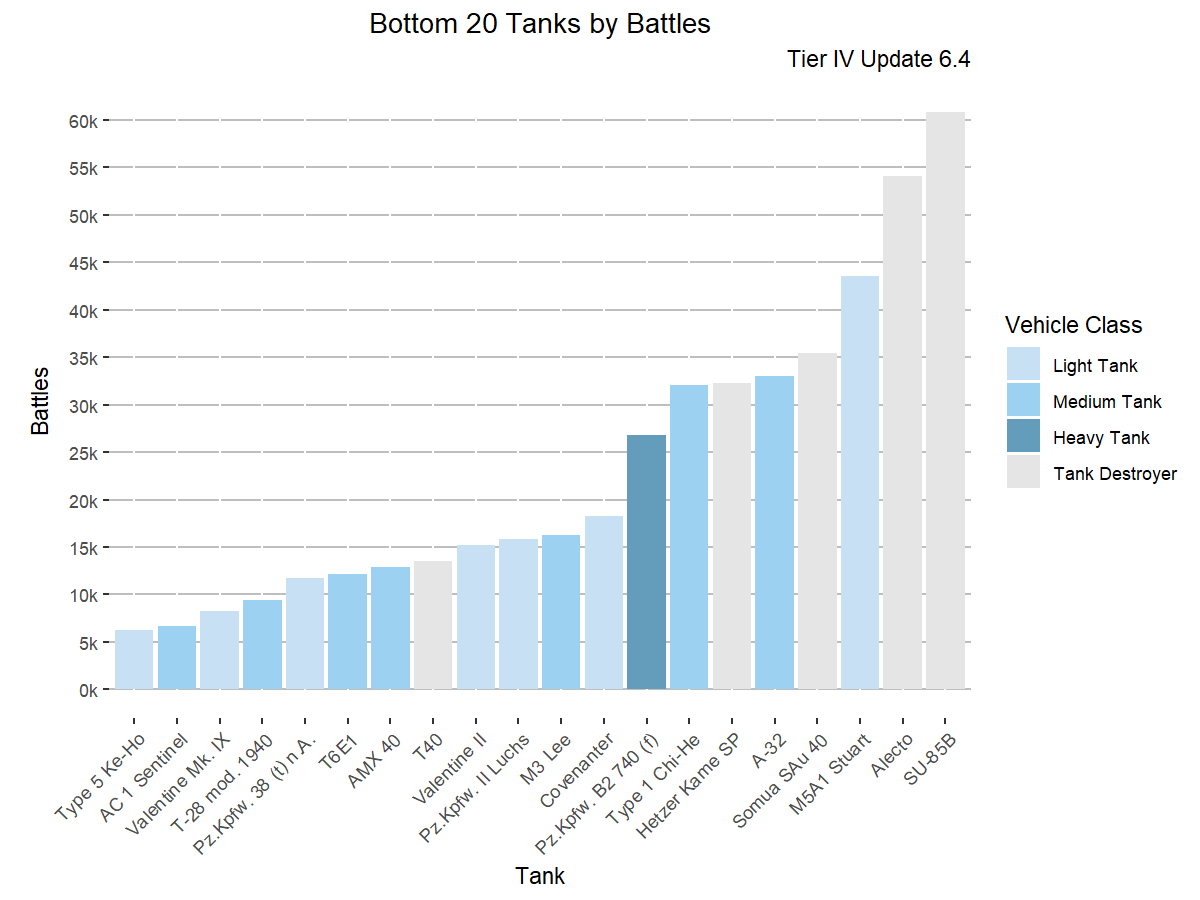 Bottom 20 Tanks by Battles
Tier IV Update 6.4
60k
55k
50k
45k
40k
35k
30k
25k
20k
15k
10k
5k
0k
Battles
Type 5 Ke-Ho
AC 1 Sentinel
Valentine Mk. IX
T-28 mod. 1940
Pz.Kpfw. 38 (t) n.A.
T6E1
AMX 40
T40
Valentine II
Pz.Kpfw. II Luchs
M3 Lee
Covenanter
Pz.Kpfw. B2 740 (f)
Type 1 Chi-He
Hetzer Kame SP
A-32
Somua SAu 40
M5A1 Stuart
Alecto
SU-85B
Tank
Vehicle Class
Light Tank
Medium Tank
Heavy Tank
Tank Destroyer